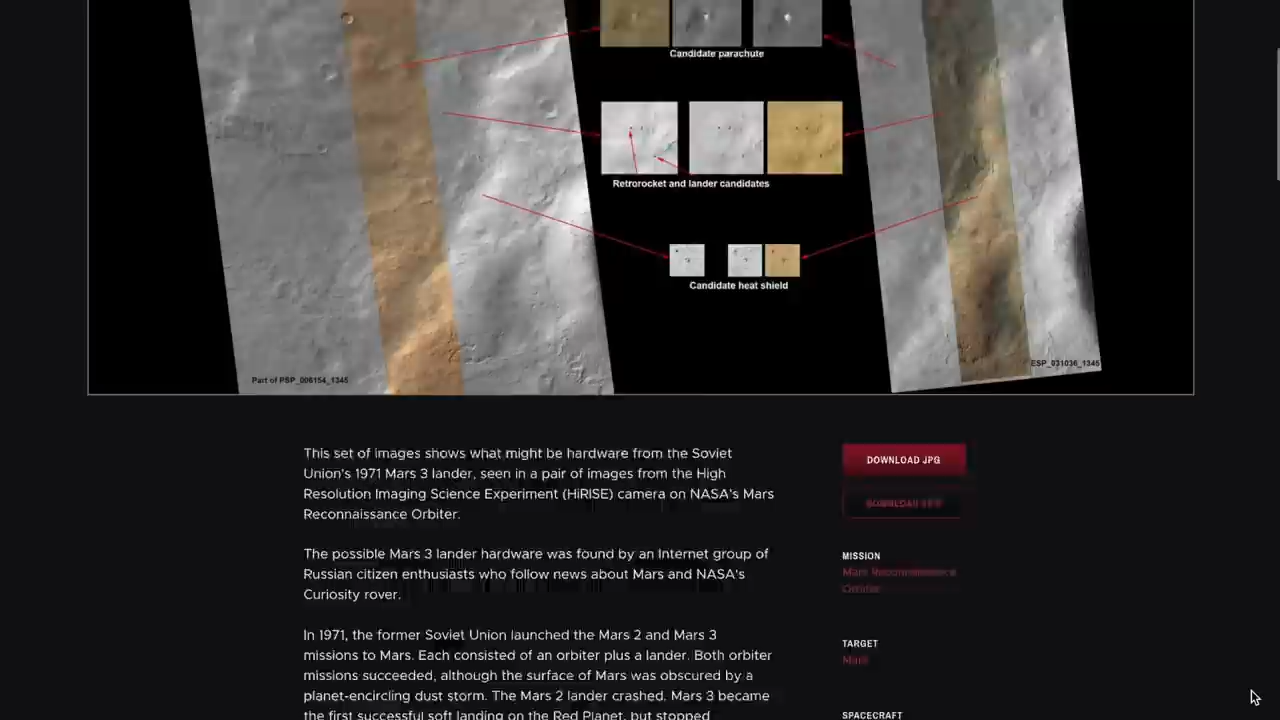 Candidate parachute
Retrorocket and lander candidates
Candidate heat shield
Part of PSP_006154_1345
ESP_031036_1345
This set of images shows what might be hardware from the Soviet
Union's 1971 Mars 3 lander, seen in a pair of images from the High
Resolution Imaging Science Experiment (HiRISE) camera on NASA's Mars
Reconnaissance Orbiter.
The possible Mars 3 lander hardware was found by an Internet group of
Russian citizen enthusiasts who follow news about Mars and NASA's
Curiosity rover.
In 1971, the former Soviet Union launched the Mars 2 and Mars 3
missions to Mars. Each consisted of an orbiter plus a lander. Both orbiter
missions succeeded, although the surface of Mars was obscured by a
planet-encircling dust storm. The Mars 2 lander crashed. Mars 3 became
the first successful soft landing on the Red Planet, but stopped
DOWNLOAD JPG
MISSION
Mars Reconnaissance
Orbiter
TARGET
Mars
SPACECRAFT